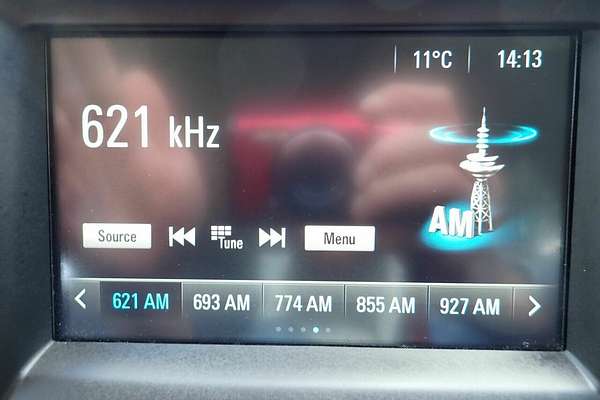 11°C 14:13
621 kHz
AM
Source Tune Menu
621 AM 693 AM 774 AM 855 AM 927 AM